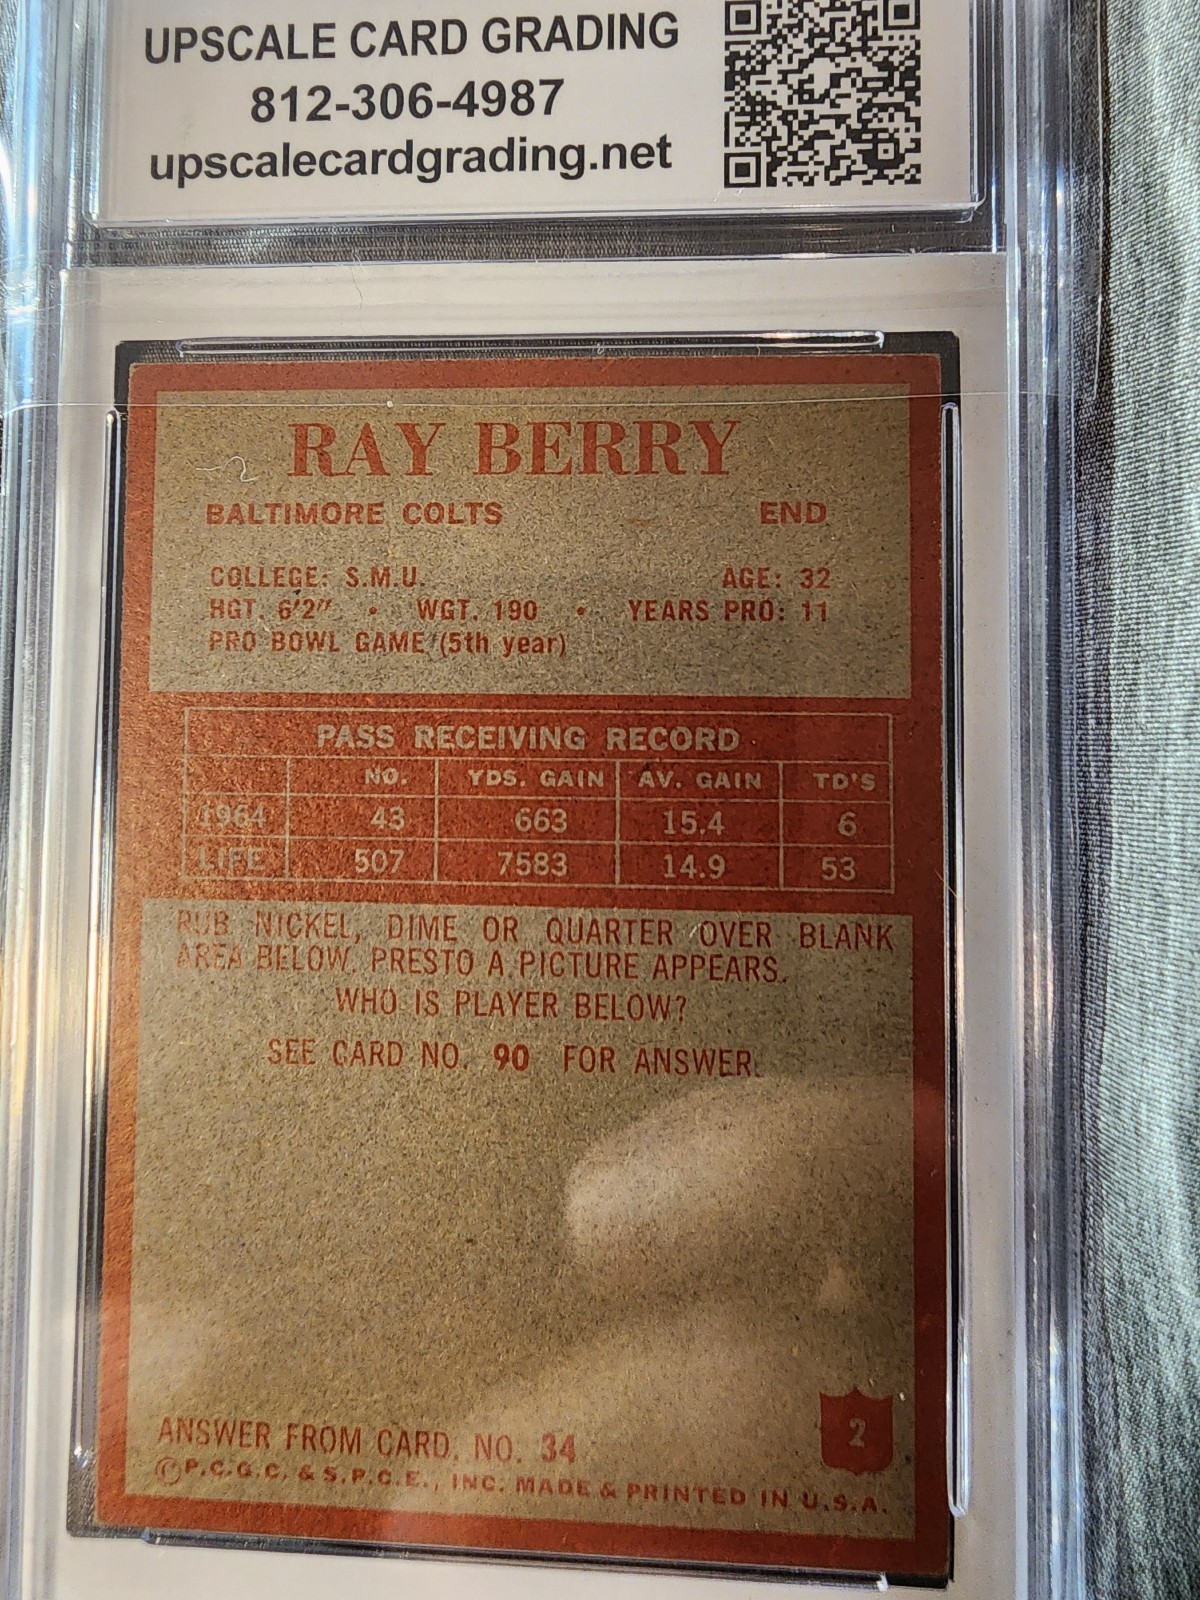 UPSCALE CARD GRADING
812-306-4987
upscalecardgrading.net
RAY BERRY
BALTIMORE COLTS END
COLLEGE: S.M.U. AGE: 32
HGT. 6'2" • WGT. 190 • YEARS PRO: 11
PRO BOWL GAME (5th year)
PASS RECEIVING RECORD
NO. YDS. GAIN AV. GAIN TD'S
1964 43 663 15.4 6
LIFE 507 7583 14.9 53
RUB NICKEL, DIME OR QUARTER OVER BLANK
AREA BELOW. PRESTO A PICTURE APPEARS.
WHO IS PLAYER BELOW?
SEE CARD NO. 90 FOR ANSWER.
2
ANSWER FROM CARD. NO. 34
©P.C.G.C. & S.P.C.E., INC. MADE & PRINTED IN U.S.A.